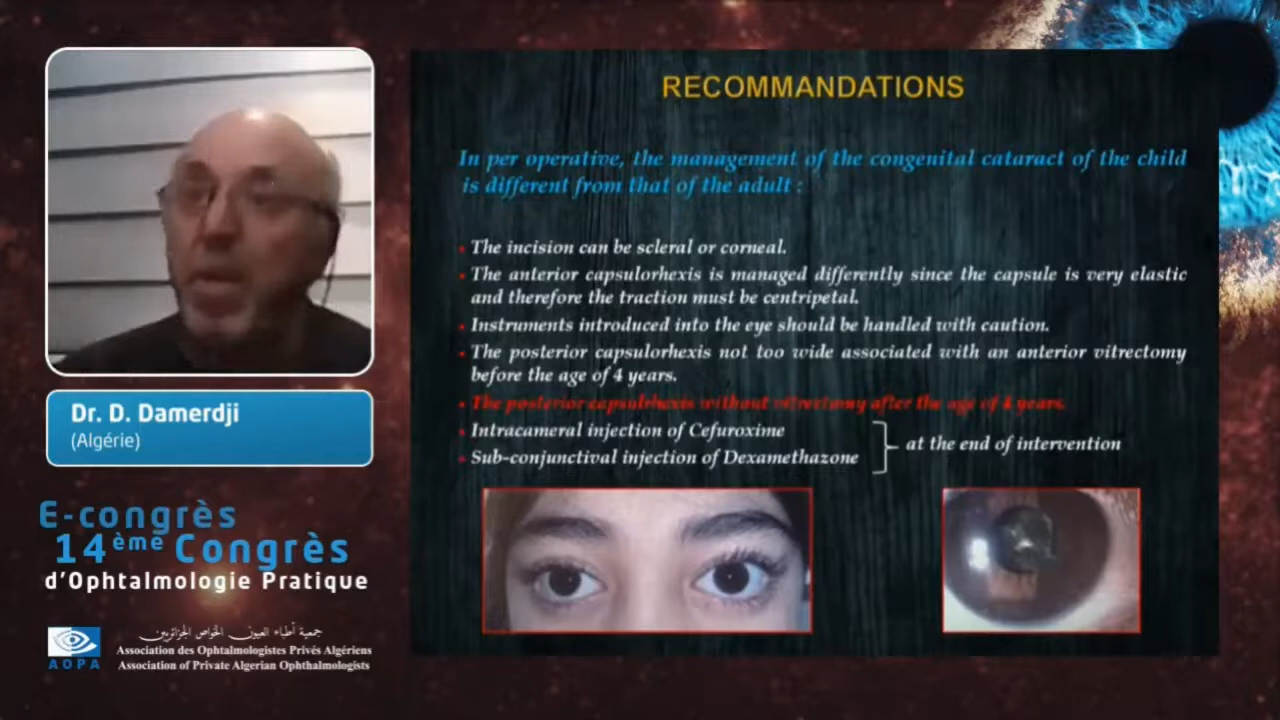 RECOMMANDATIONS
In per operative, the management of the congenital cataract of the child
is different from that of the adult :
• The incision can be scleral or corneal.
• The anterior capsulorhexis is managed differently since the capsule is very elastic
and therefore the traction must be centripetal.
• Instruments introduced into the eye should be handled with caution.
• The posterior capsulorhexis not too wide associated with an anterior vitrectomy
before the age of 4 years.
• The posterior capsulrhexis without vitrectomy after the age of 4 years.
• Intracameral injection of Cefuroxime
• Sub-conjunctival injection of Dexamethazone
at the end of intervention
Dr. D. Damerdji
(Algérie)
E-congrès
14ème Congrès
d'Ophtalmologie Pratique
جمعية أطباء العيون الخواص الجزائريين
Association des Ophtalmologistes Privés Algériens
Association of Private Algerian Ophthalmologists
AOPA